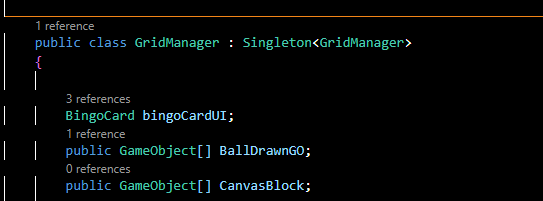 1 reference
public class GridManager : Singleton<GridManager>
{
3 references
BingoCard bingoCardUI;
1 reference
public GameObject[] BallDrawnGO;
0 references
public GameObject[] CanvasBlock;